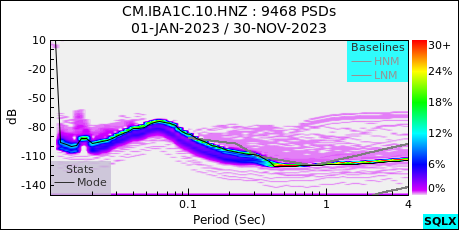 CM.IBA1C.10.HNZ : 9468 PSDs
01-JAN-2023 / 30-NOV-2023
10
-20
-50
-80
-110
-140
dB
Baselines
HNM
LNM
Stats
Mode
30+
24%
18%
12%
6%
0%
0.1
1
4
Period (Sec)
SQLX